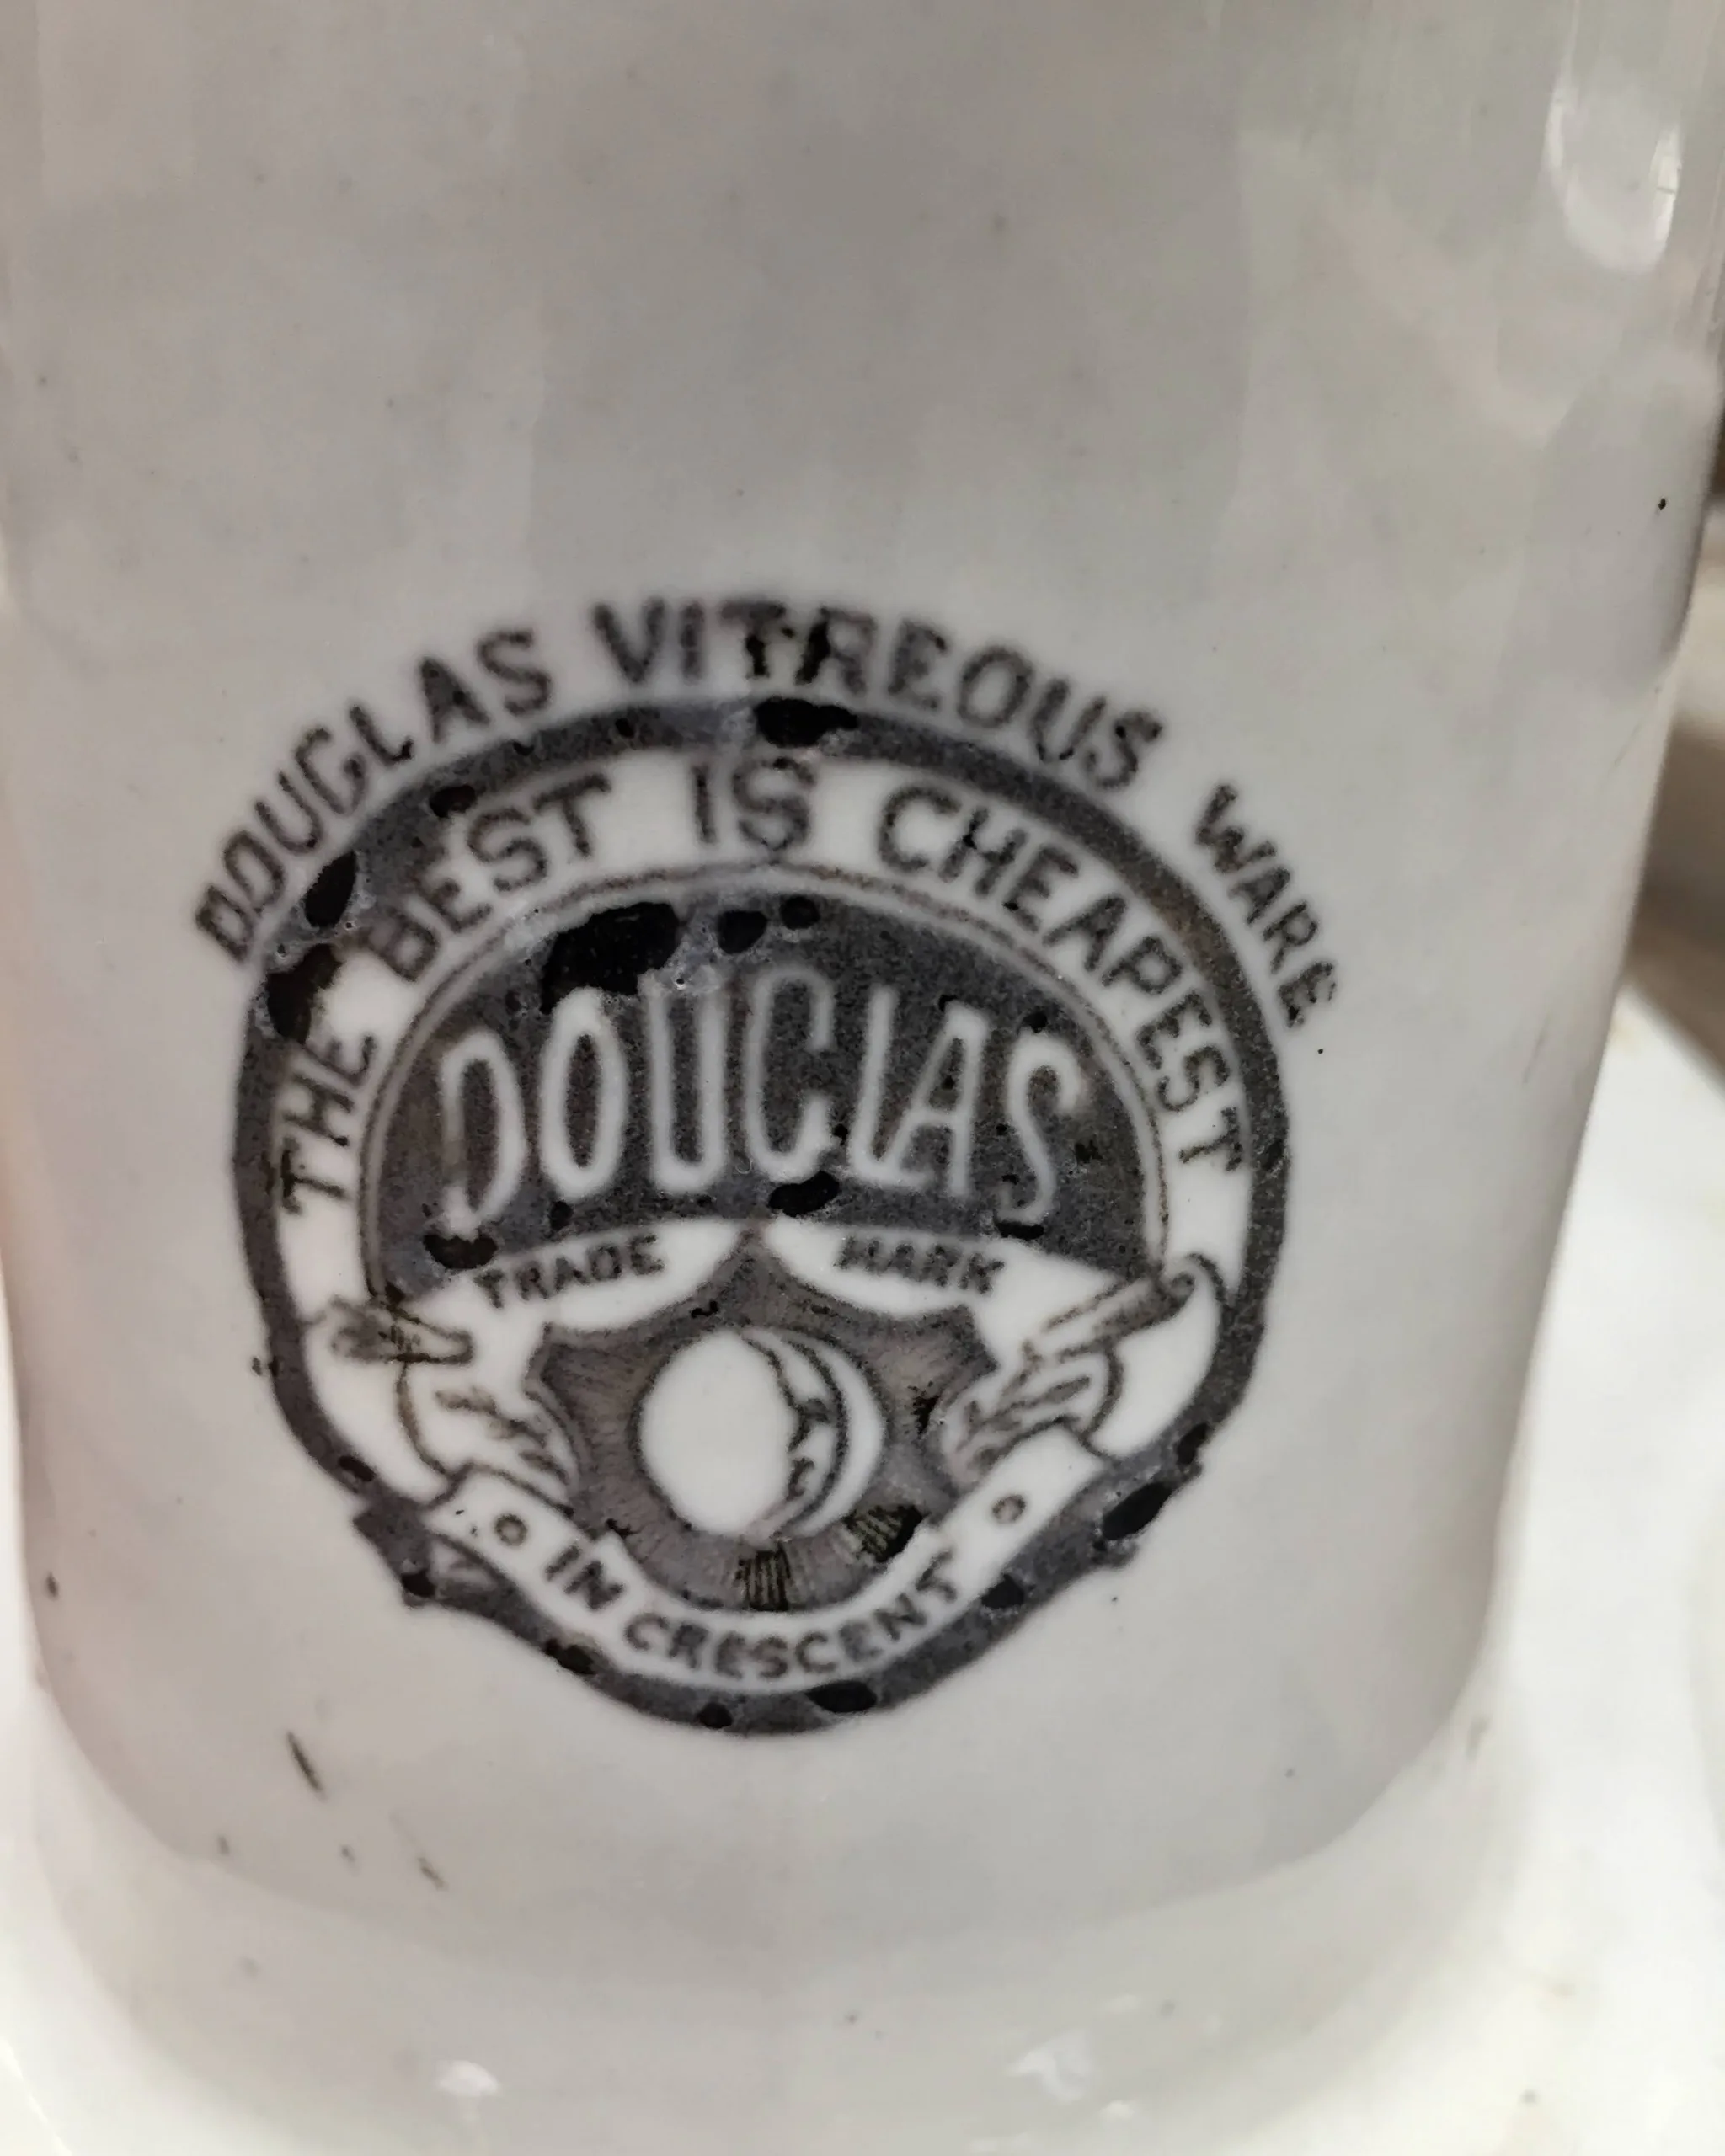 DOUGLAS VITREOUS WARE
THE BEST IS CHEAPEST
DOUGLAS
TRADE MARK
IN CRESCENT